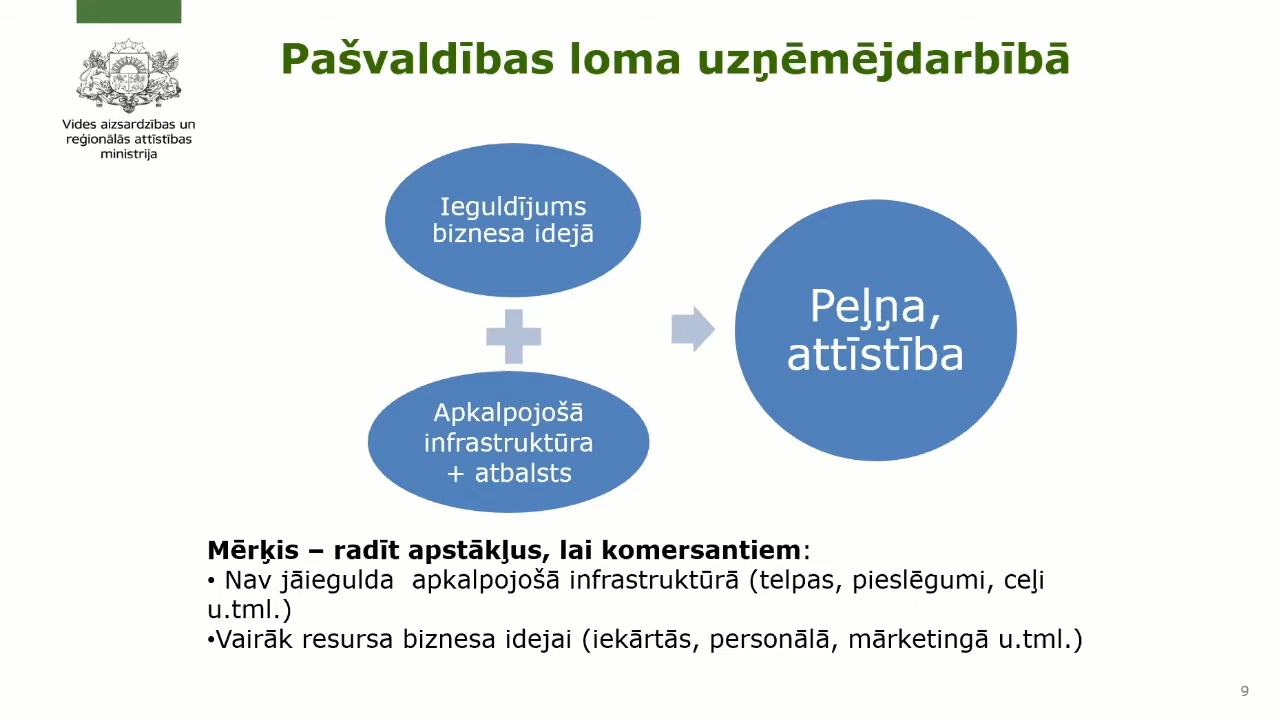 Pašvaldības loma uzņēmējdarbībā
Vides aizsardzības un
reģionālās attīstības
ministrija
Ieguldījums
biznesa idejā
Apkalpojošā
infrastruktūra
+ atbalsts
Peļņa,
attīstība
Mērķis – radīt apstākļus, lai komersantiem:
• Nav jāiegulda  apkalpojošā infrastruktūrā (telpas, pieslēgumi, ceļi
u.tml.)
•Vairāk resursa biznesa idejai (iekārtās, personālā, mārketingā u.tml.)
9